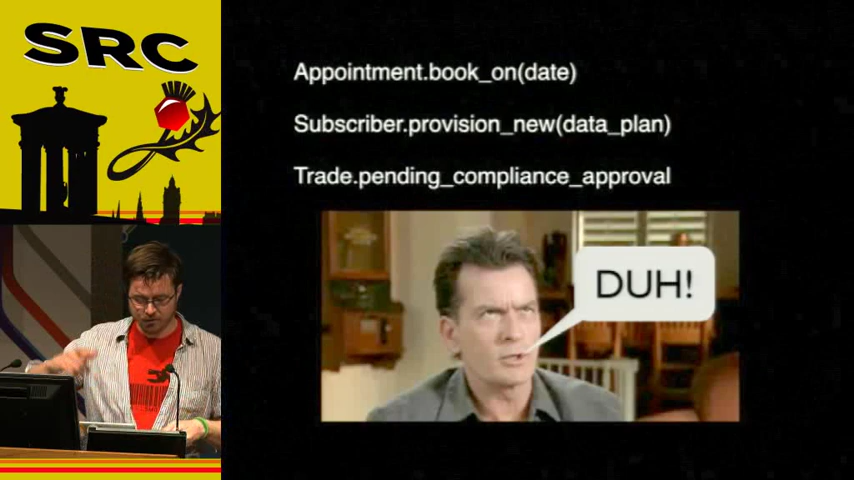 SRC
Appointment.book_on(date)
Subscriber.provision_new(data_plan)
Trade.pending_compliance_approval
DUH!